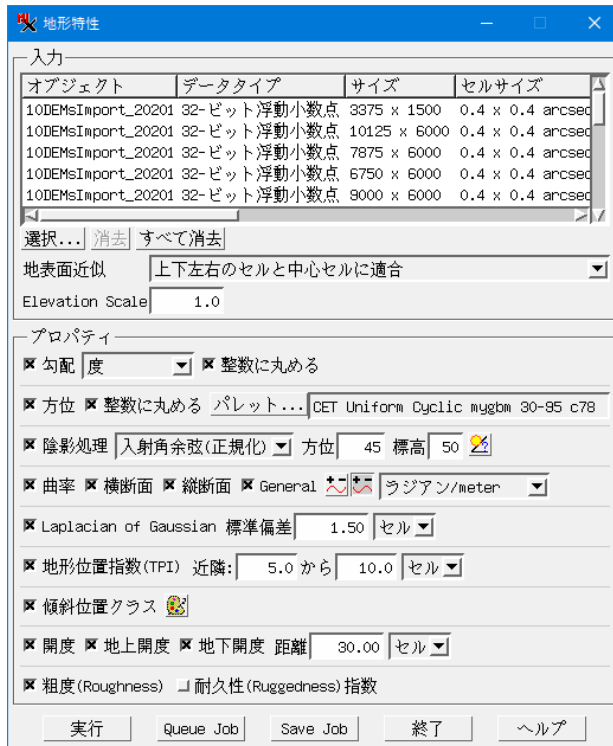 地形特性
入力
オブジェクト データタイプ サイズ セルサイズ
10DEMsImport_20201 32-ビット浮動小数点 3375 x 1500 0.4 x 0.4 arcsec
10DEMsImport_20201 32-ビット浮動小数点 10125 x 6000 0.4 x 0.4 arcsec
10DEMsImport_20201 32-ビット浮動小数点 7875 x 6000 0.4 x 0.4 arcsec
10DEMsImport_20201 32-ビット浮動小数点 6750 x 6000 0.4 x 0.4 arcsec
10DEMsImport_20201 32-ビット浮動小数点 9000 x 6000 0.4 x 0.4 arcsec
選択... 消去 すべて消去
地表面近似 上下左右のセルと中心セルに適合
Elevation Scale 1.0
プロパティ
勾配 度 整数に丸める
方位 整数に丸める パレット... CET Uniform Cyclic mygbm 30-95 c78
陰影処理 入射角余弦(正規化) 方位 45 標高 50
曲率 横断面 縦断面 General ラジアン/meter
Laplacian of Gaussian 標準偏差 1.50 セル
地形位置指数(TPI) 近隣: 5.0 から 10.0 セル
傾斜位置クラス
開度 地上開度 地下開度 距離 30.00 セル
粗度(Roughness) 耐久性(Ruggedness)指数
実行 Queue Job Save Job 終了 ヘルプ